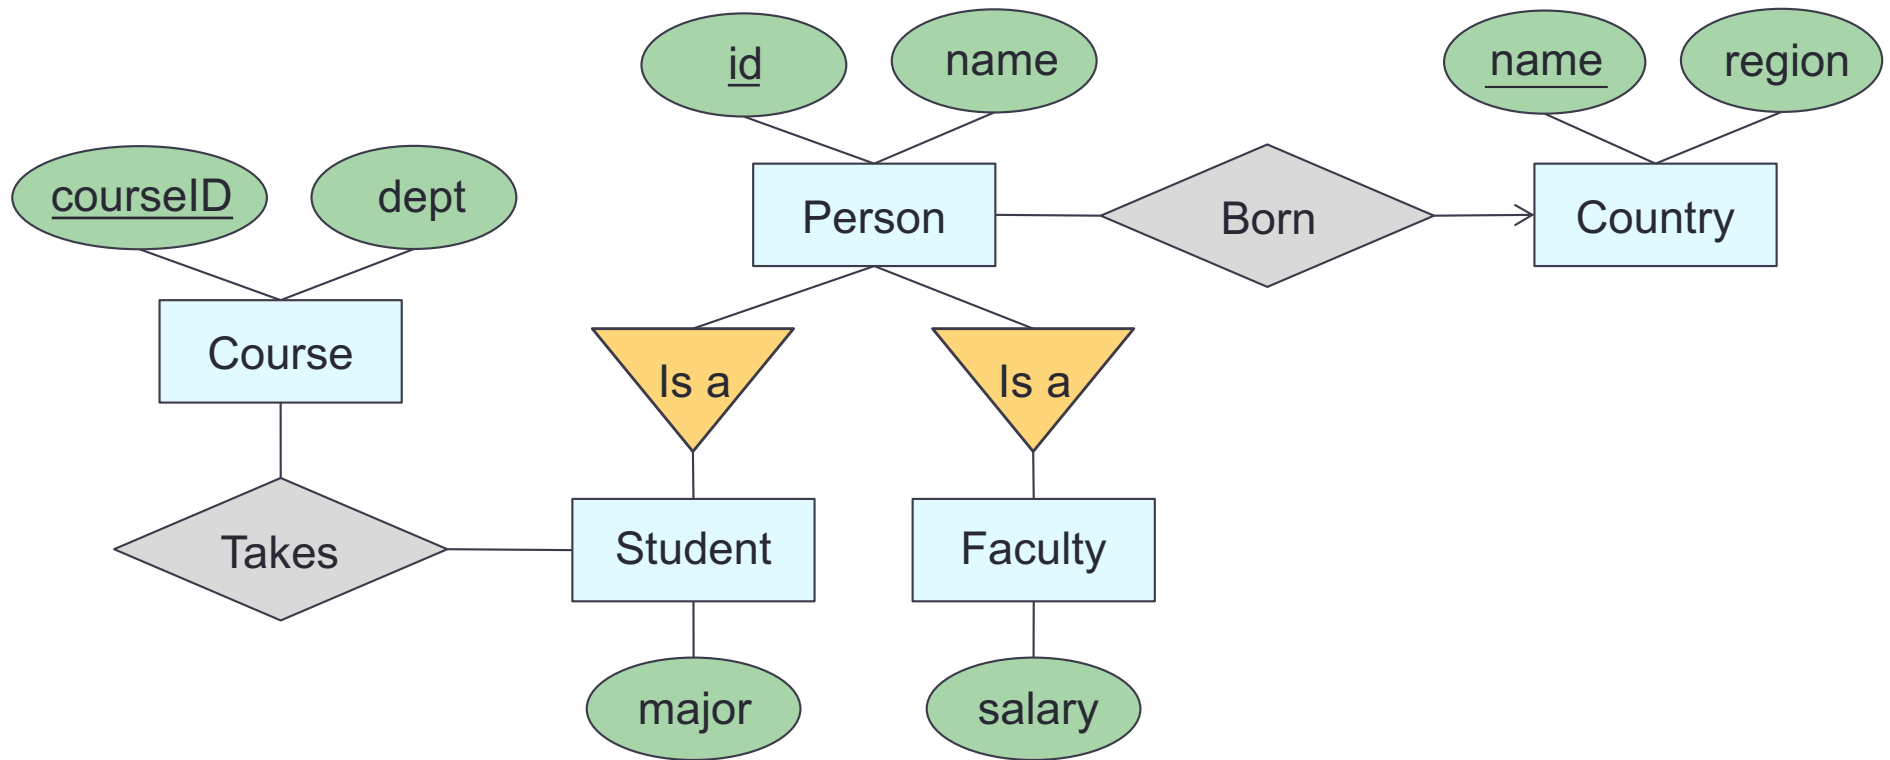 id
name
name
region
courseID
dept
Person
Born
Country
Course
Is a
Is a
Takes
Student
Faculty
major
salary